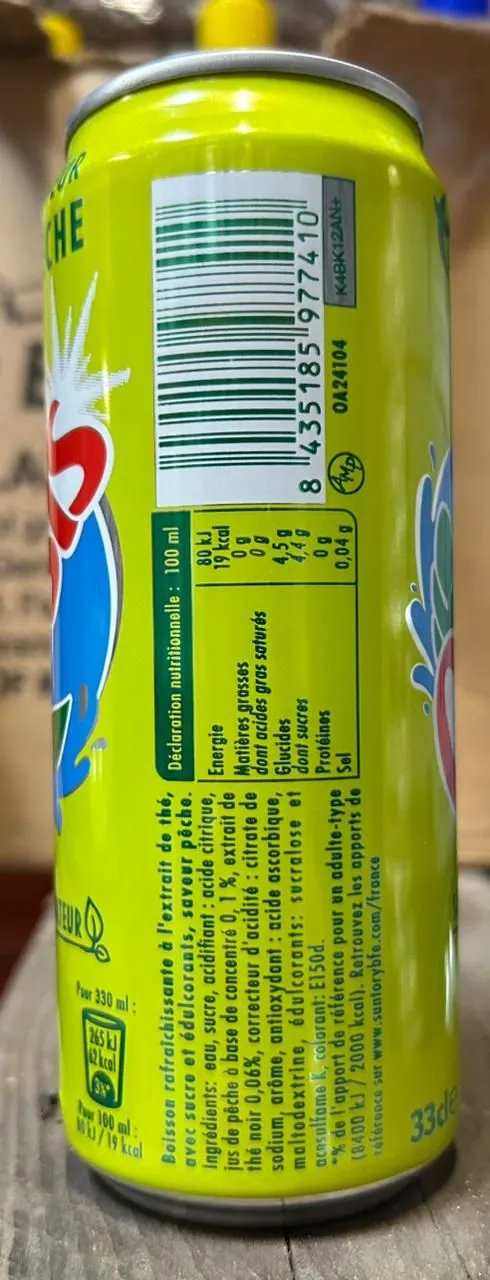 CHE
8 435185 977410
K4BK12AN+
0A24104
AMP
Déclaration nutritionnelle : 100 ml
Energie 80 kJ
19 kcal
Matières grasses 0 g
dont acides gras saturés 0 g
Glucides 4,5 g
dont sucres 4,4 g
Protéines 0 g
Sel 0,04 g
Boisson rafraîchissante à l'extrait de thé,
avec sucre et édulcorants, saveur pêche.
Ingrédients: eau, sucre, acidifiant : acide citrique,
jus de pêche à base de concentré 0,1%, extrait de
thé noir 0,06%, correcteur d'acidité : citrate de
sodium, arôme, antioxydant : acide ascorbique,
maltodextrine, édulcorants: sucralose et
acesulfame K, colorant: E150d.
*% de l'apport de référence pour un adulte-type
(8400 kJ / 2000 kcal). Retrouvez les apports de
référence sur www.suntorybfe.com/france
Pour 330 ml :
265 kJ
62 kcal
3%*
Pour 100 ml :
80 kJ / 19 kcal
33cl